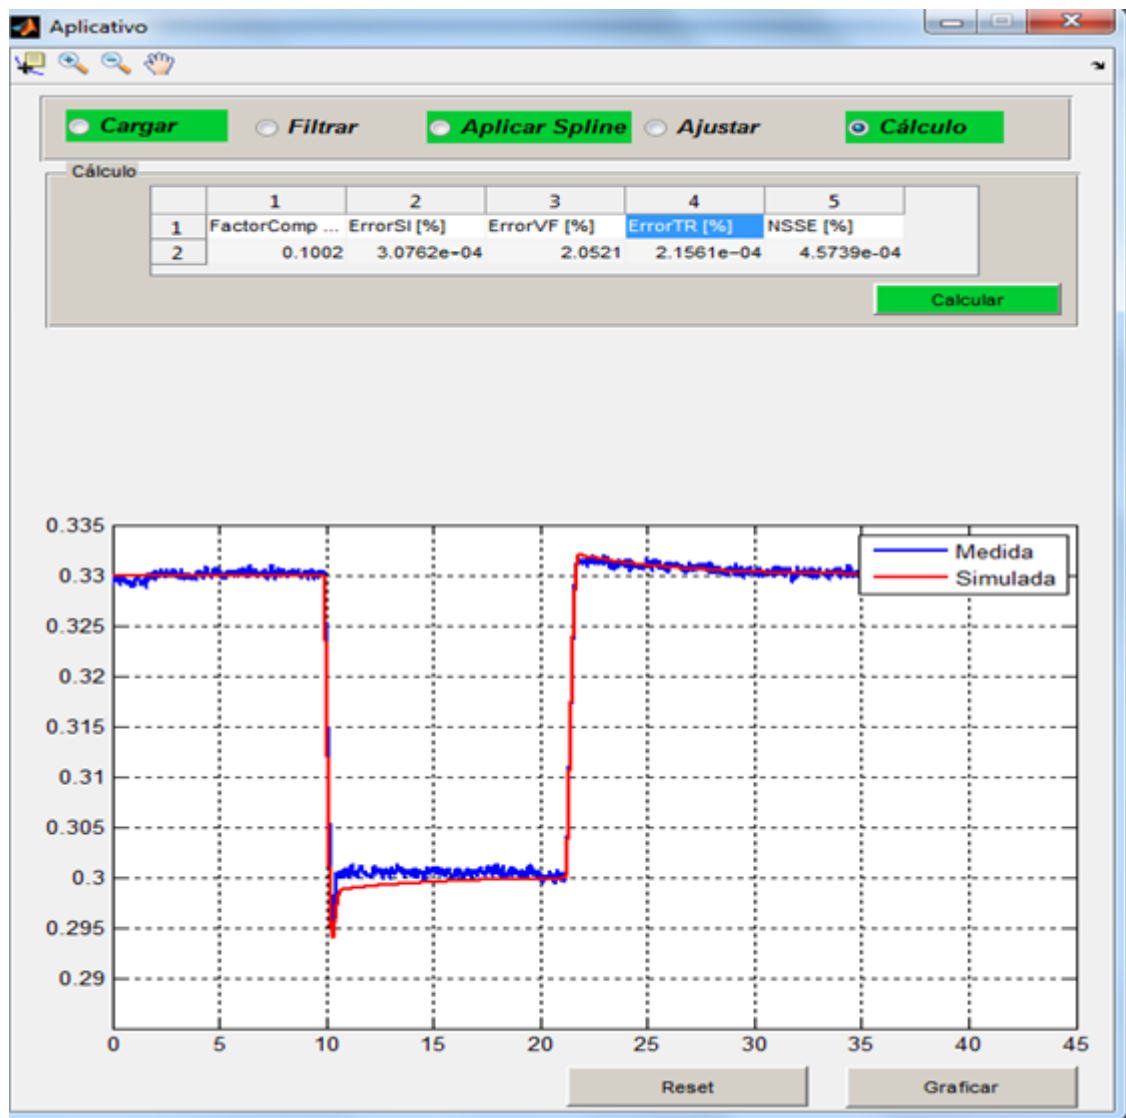 Aplicativo
Cargar Filtrar Aplicar Spline Ajustar Cálculo
Cálculo
1 2 3 4 5
1 FactorComp ... ErrorSI [%] ErrorVF [%] ErrorTR [%] NSSE [%]
2 0.1002 3.0762e-04 2.0521 2.1561e-04 4.5739e-04
Calcular
0.335
Medida
0.33
Simulada
0.325
0.32
0.315
0.31
0.305
0.3
0.295
0.29
0 5 10 15 20 25 30 35 40 45
Reset Graficar